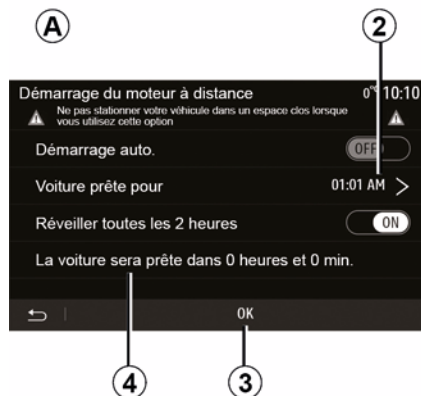 A
2
Démarrage du moteur à distance 0° 10:10
Ne pas stationner votre véhicule dans un espace clos lorsque
vous utilisez cette option
Démarrage auto. OFF
Voiture prête pour 01:01 AM >
Réveiller toutes les 2 heures ON
La voiture sera prête dans 0 heures et 0 min.
OK
4
3